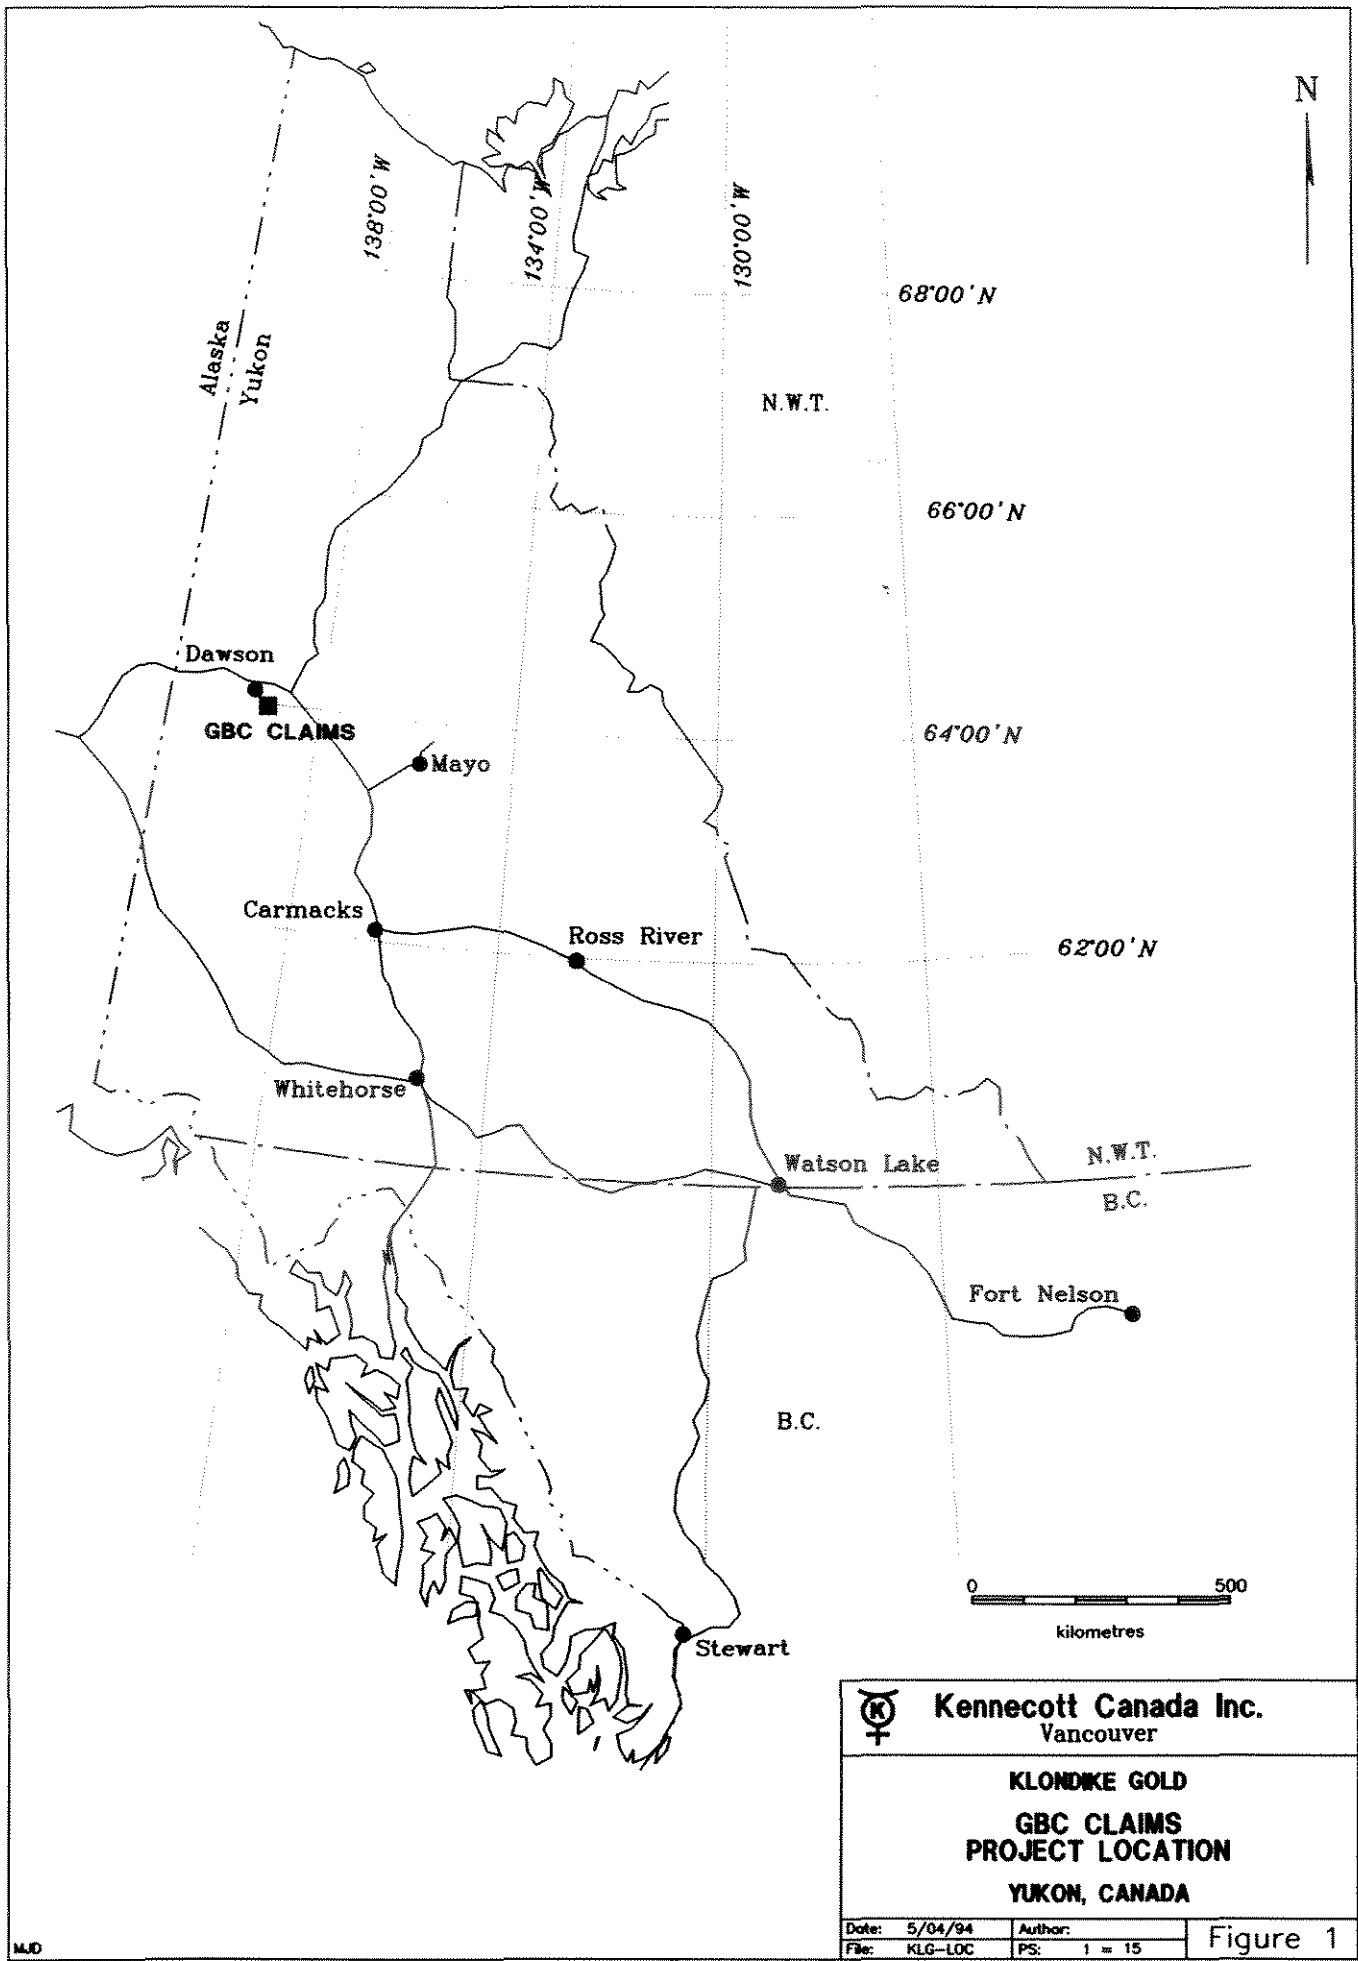 N
138°00'W
134°00'W
130°00'W
68°00'N
Alaska
Yukon
N.W.T.
66°00'N
Dawson
GBC CLAIMS
64°00'N
Mayo
Carmacks
Ross River
62°00'N
Whitehorse
Watson Lake
N.W.T.
B.C.
Fort Nelson
B.C.
0 500
kilometres
Stewart
K
Kennecott Canada Inc.
Vancouver
KLONDIKE GOLD
GBC CLAIMS
PROJECT LOCATION
YUKON, CANADA
Date: 5/04/94 Author:
File: KLG-LOC PS: 1 = 15
Figure 1
MJD